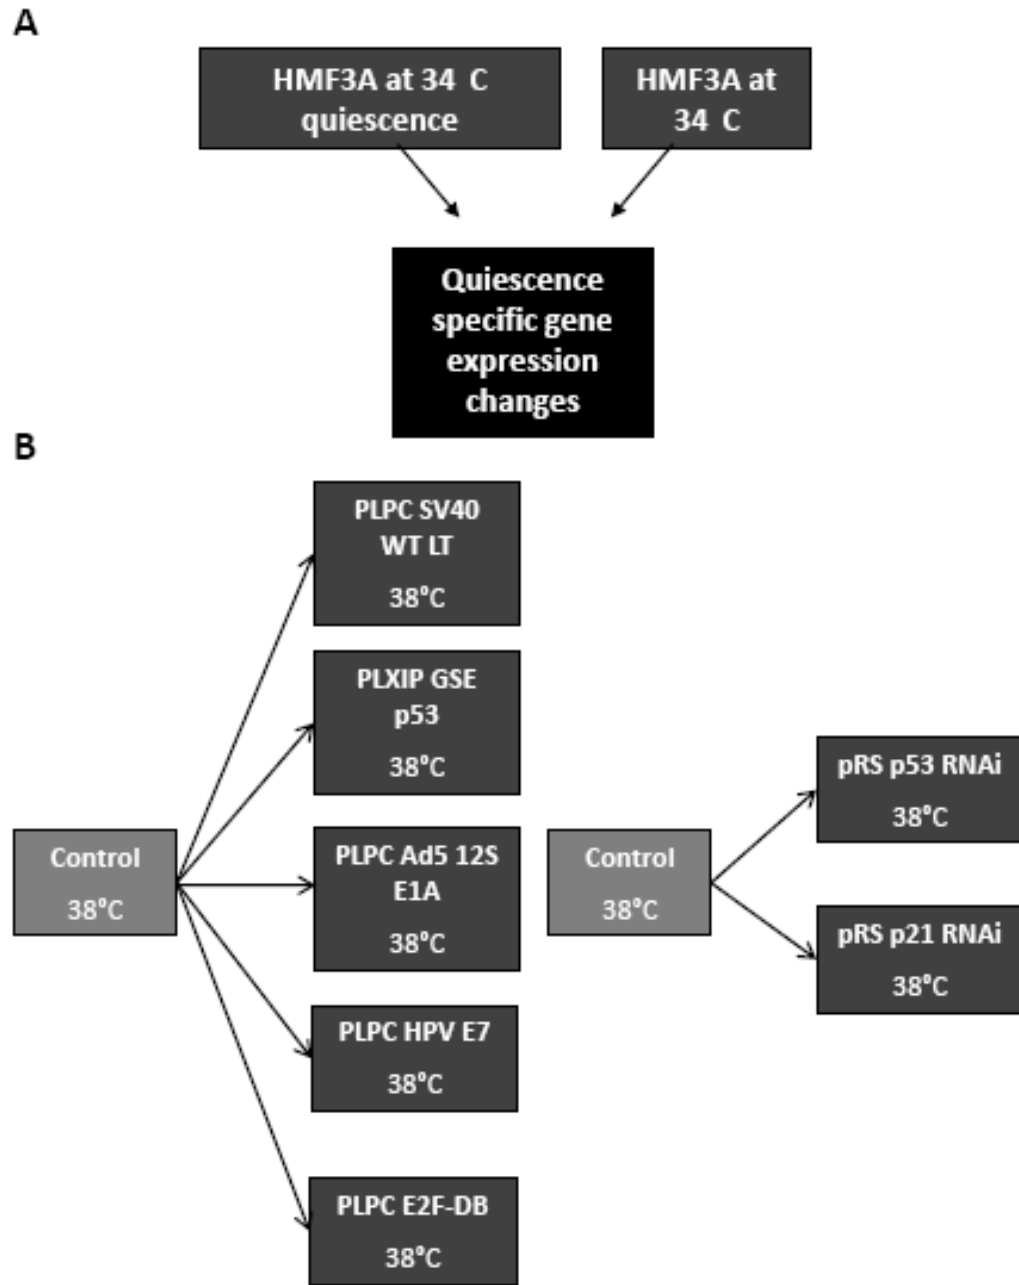 A
HMF3A at 34  C
quiescence
HMF3A at
34  C
Quiescence
specific gene
expression
changes
B
PLPC SV40
WT LT
38°C
PLXIP GSE
p53
38°C
Control
38°C
PLPC Ad5 12S
E1A
38°C
PLPC HPV E7
38°C
PLPC E2F-DB
38°C
Control
38°C
pRS p53 RNAi
38°C
pRS p21 RNAi
38°C